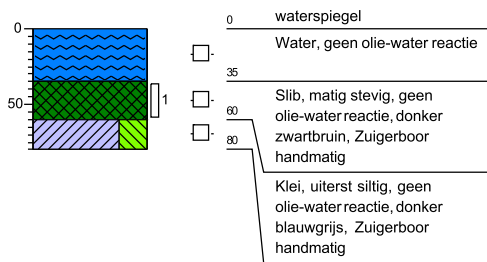 0
50
1
0
waterspiegel
Water, geen olie-water reactie
35
Slib, matig stevig, geen
olie-water reactie, donker
zwartbruin, Zuigerboor
handmatig
60
80
Klei, uiterst siltig, geen
olie-water reactie, donker
blauwgrijs, Zuigerboor
handmatig